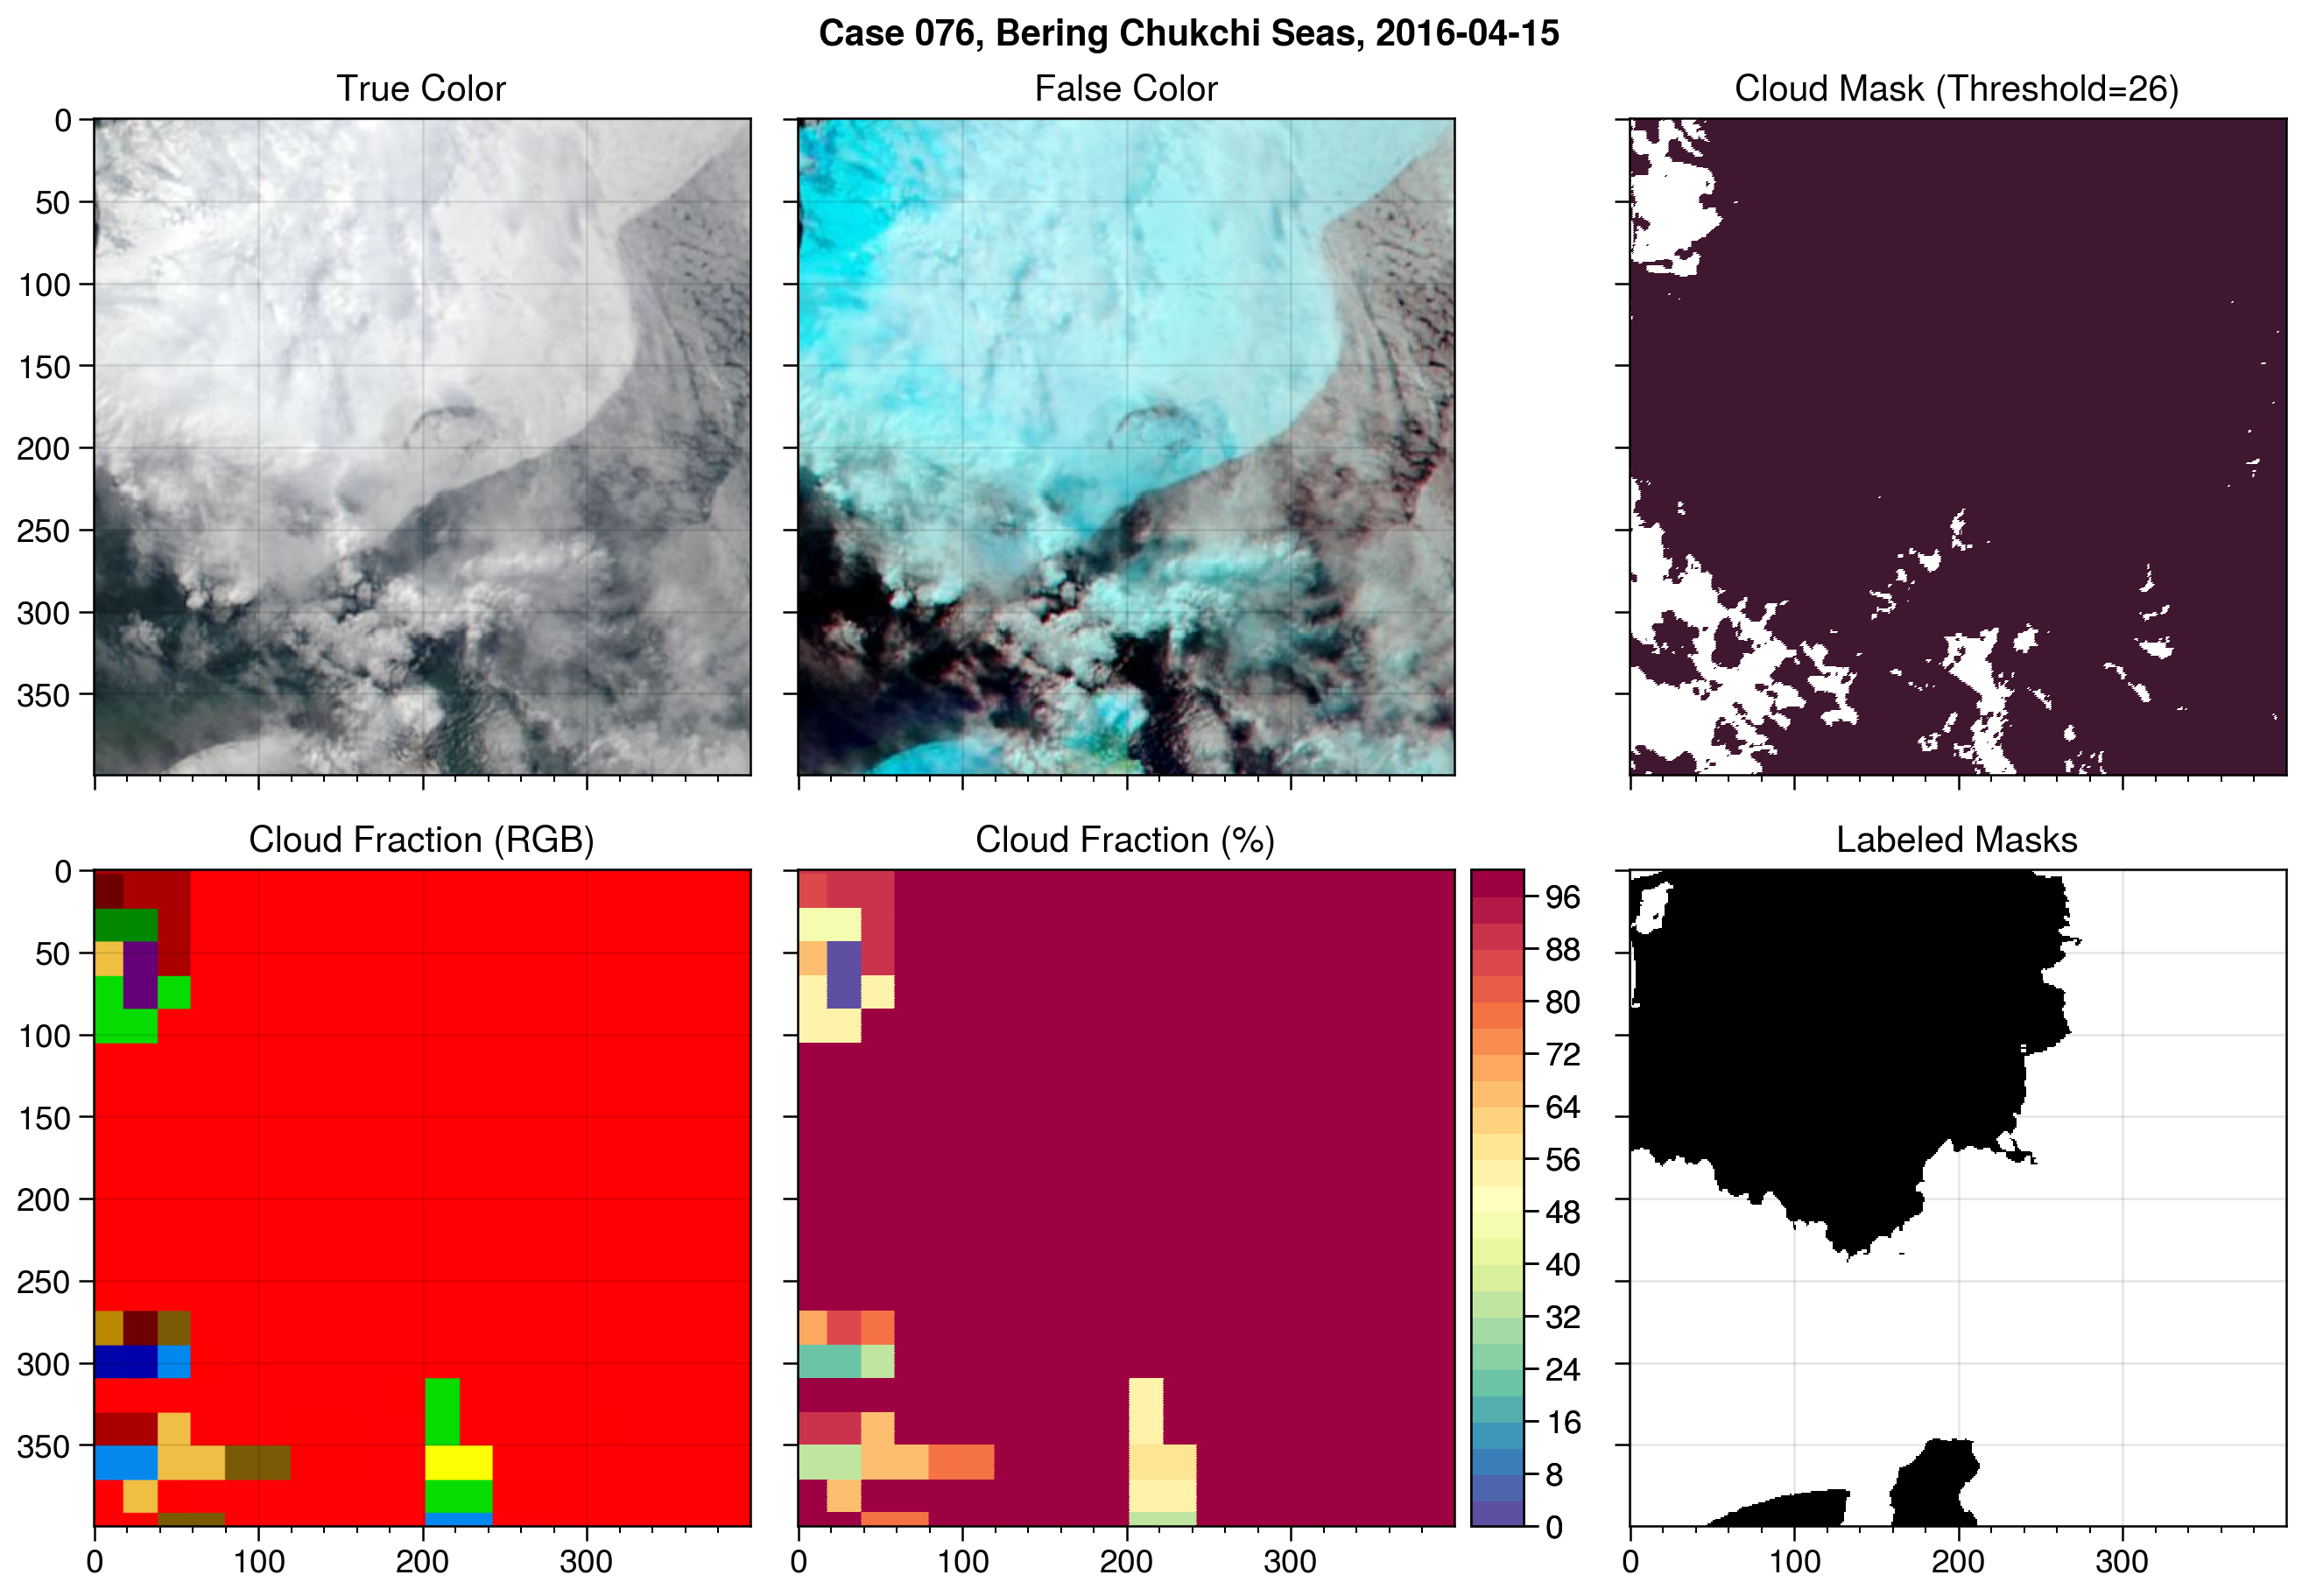 Case 076, Bering Chukchi Seas, 2016-04-15
True Color
False Color
Cloud Mask (Threshold=26)
0
50
100
150
200
250
300
350
Cloud Fraction (RGB)
Cloud Fraction (%)
Labeled Masks
0
50
100
150
200
250
300
350
96
88
80
72
64
56
48
40
32
24
16
8
0
0 100 200 300
0 100 200 300
0 100 200 300